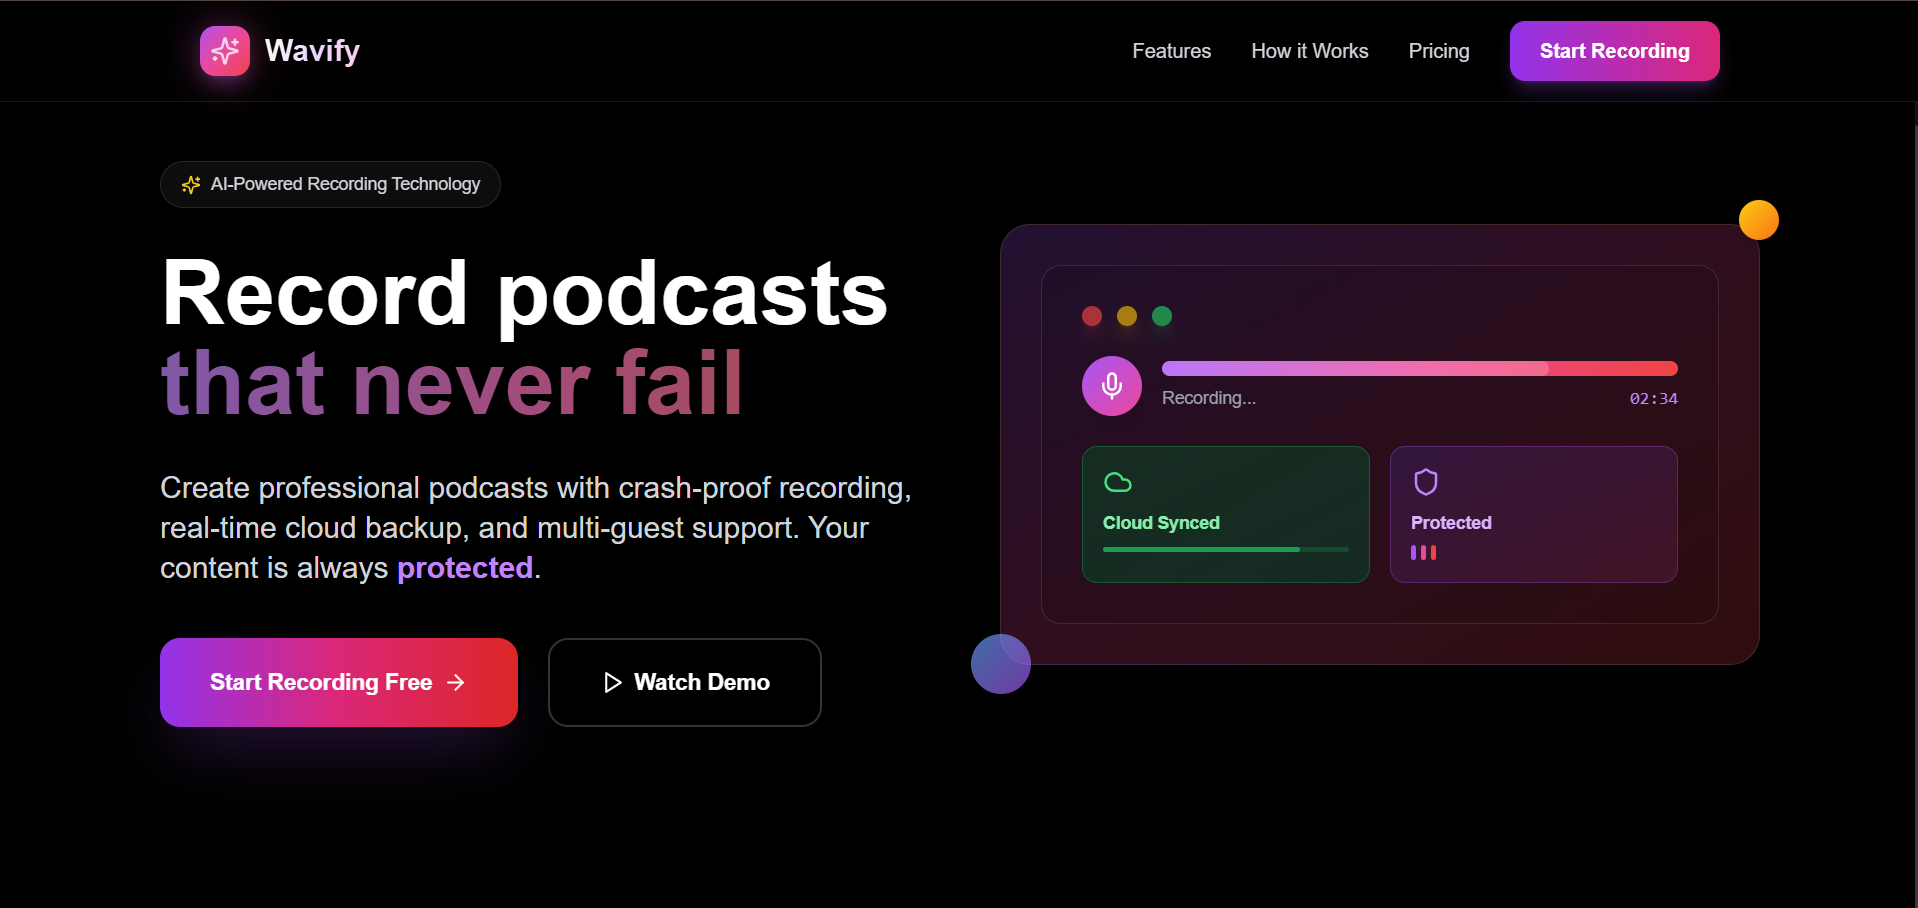 Wavify
Features
How it Works
Pricing
Start Recording
AI-Powered Recording Technology
Record podcasts
that never fail
Create professional podcasts with crash-proof recording,
real-time cloud backup, and multi-guest support. Your
content is always protected.
Start Recording Free
Watch Demo
Recording...
02:34
Cloud Synced
Protected